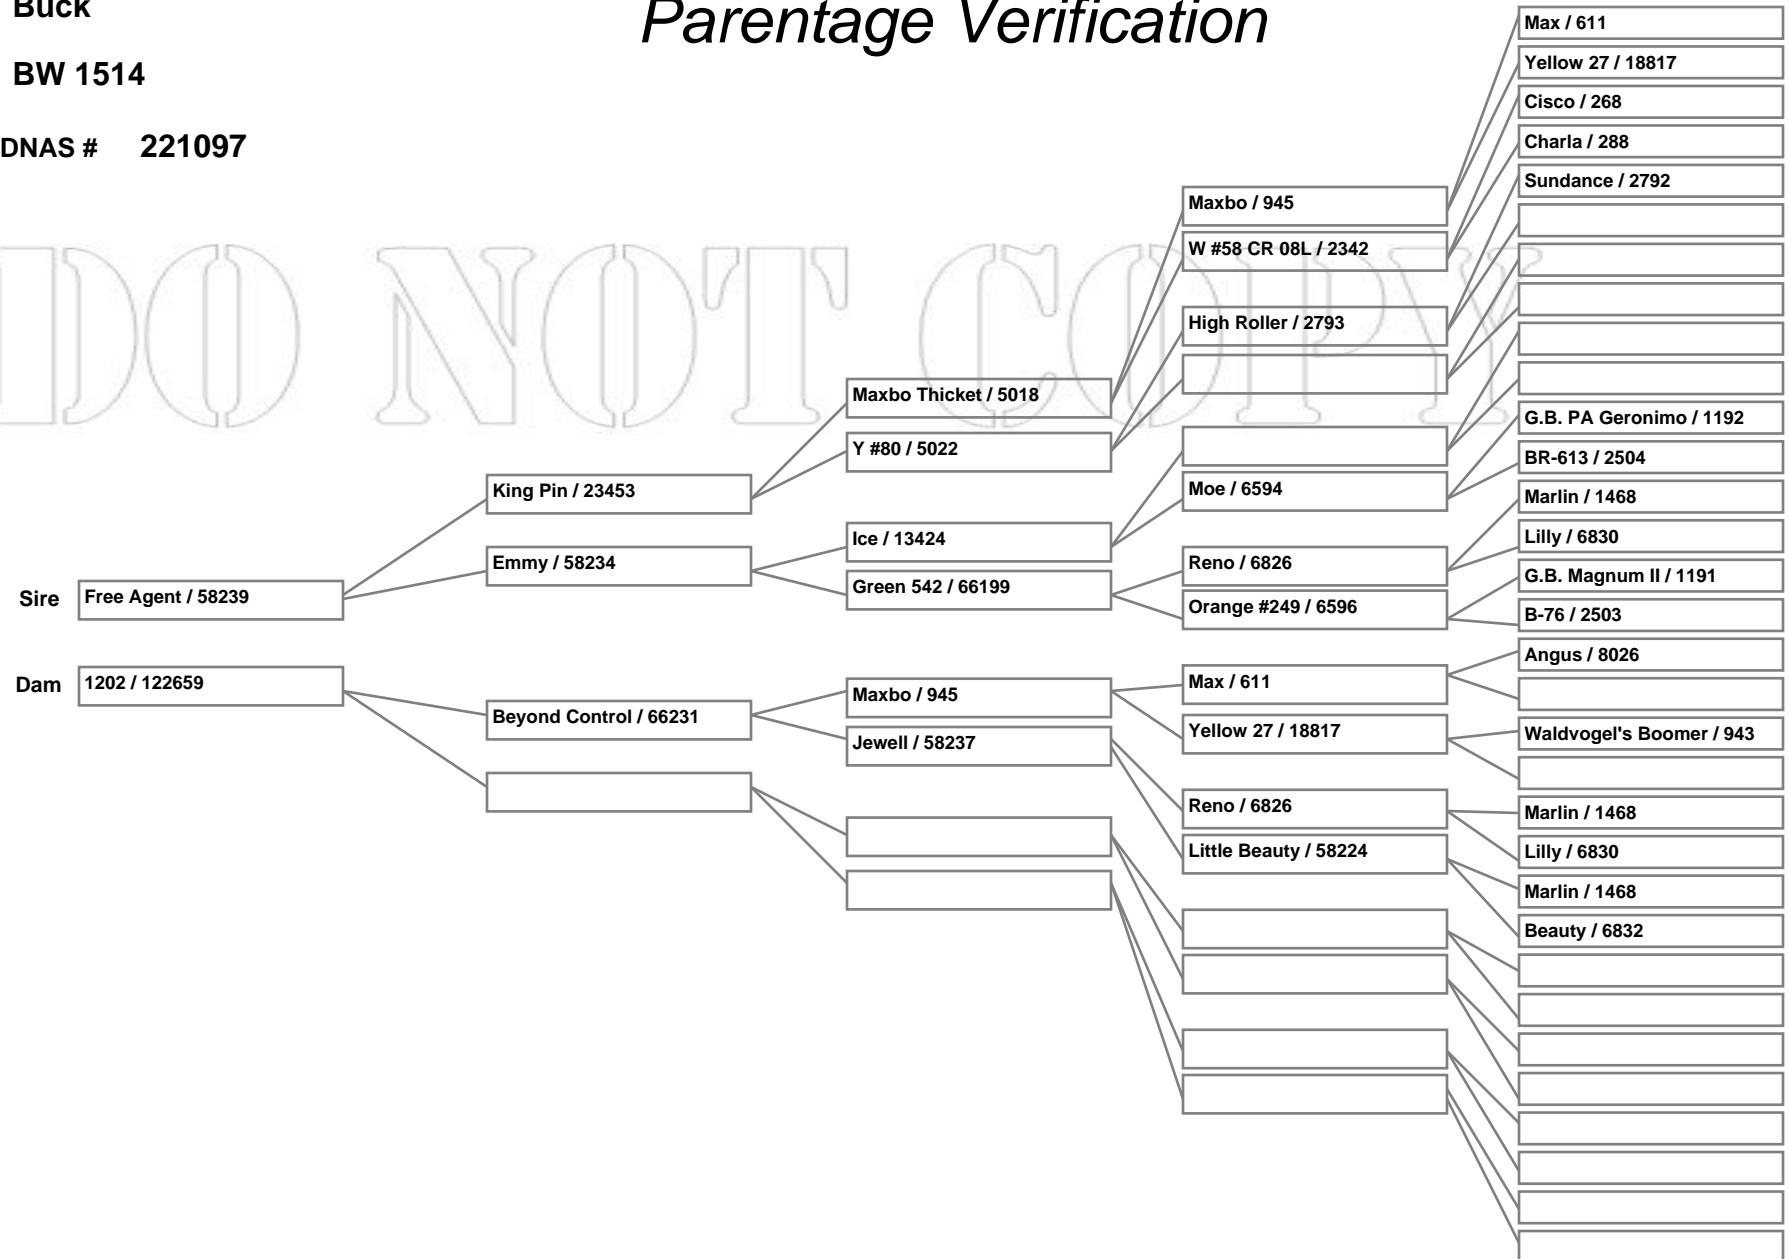 Buck
Parentage Verification
BW 1514
DNAS # 221097
DO NOT COPY
Sire
Free Agent / 58239
Dam
1202 / 122659
King Pin / 23453
Emmy / 58234
Beyond Control / 66231
Maxbo Thicket / 5018
Y #80 / 5022
Ice / 13424
Green 542 / 66199
Maxbo / 945
Jewell / 58237
Maxbo / 945
W #58 CR 08L / 2342
High Roller / 2793
Moe / 6594
Reno / 6826
Orange #249 / 6596
Max / 611
Yellow 27 / 18817
Reno / 6826
Little Beauty / 58224
Max / 611
Yellow 27 / 18817
Cisco / 268
Charla / 288
Sundance / 2792
G.B. PA Geronimo / 1192
BR-613 / 2504
Marlin / 1468
Lilly / 6830
G.B. Magnum II / 1191
B-76 / 2503
Angus / 8026
Waldvogel's Boomer / 943
Marlin / 1468
Lilly / 6830
Marlin / 1468
Beauty / 6832